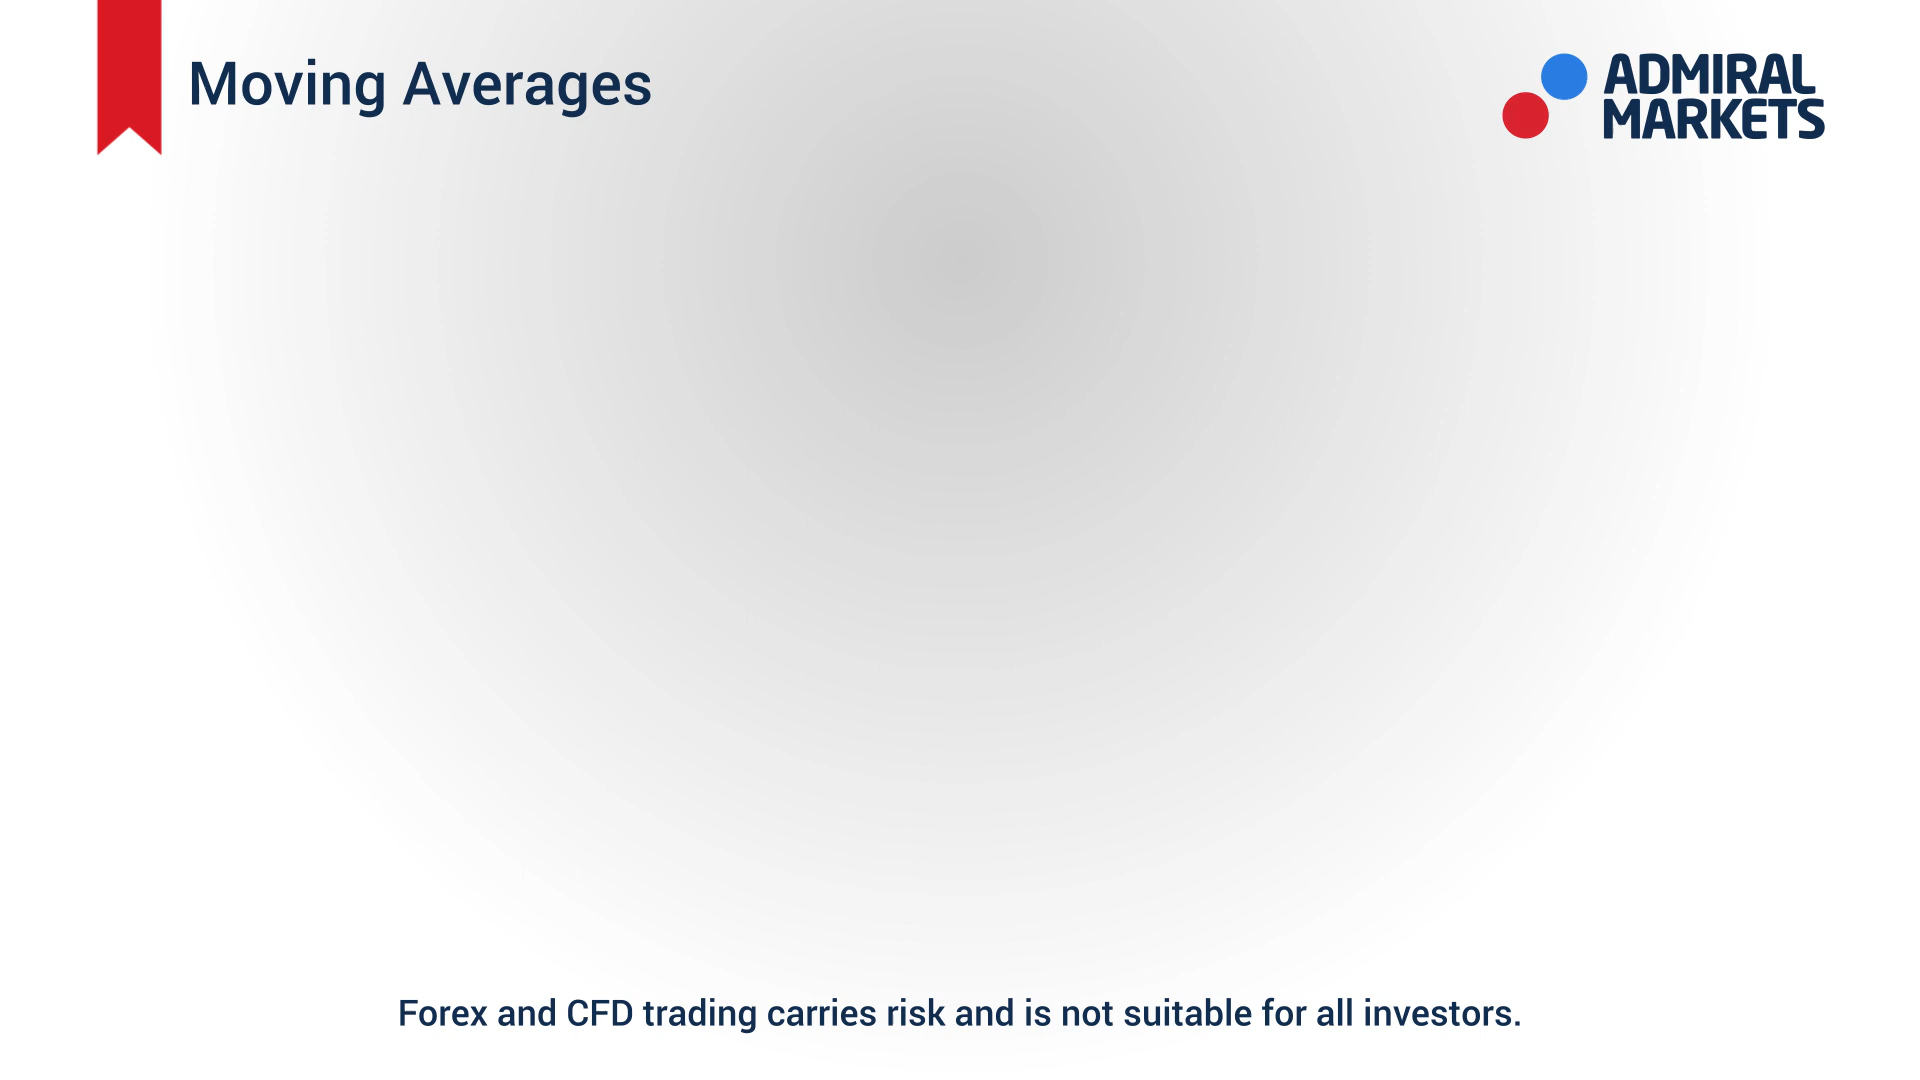 Moving Averages
ADMIRAL
MARKETS
Forex and CFD trading carries risk and is not suitable for all investors.